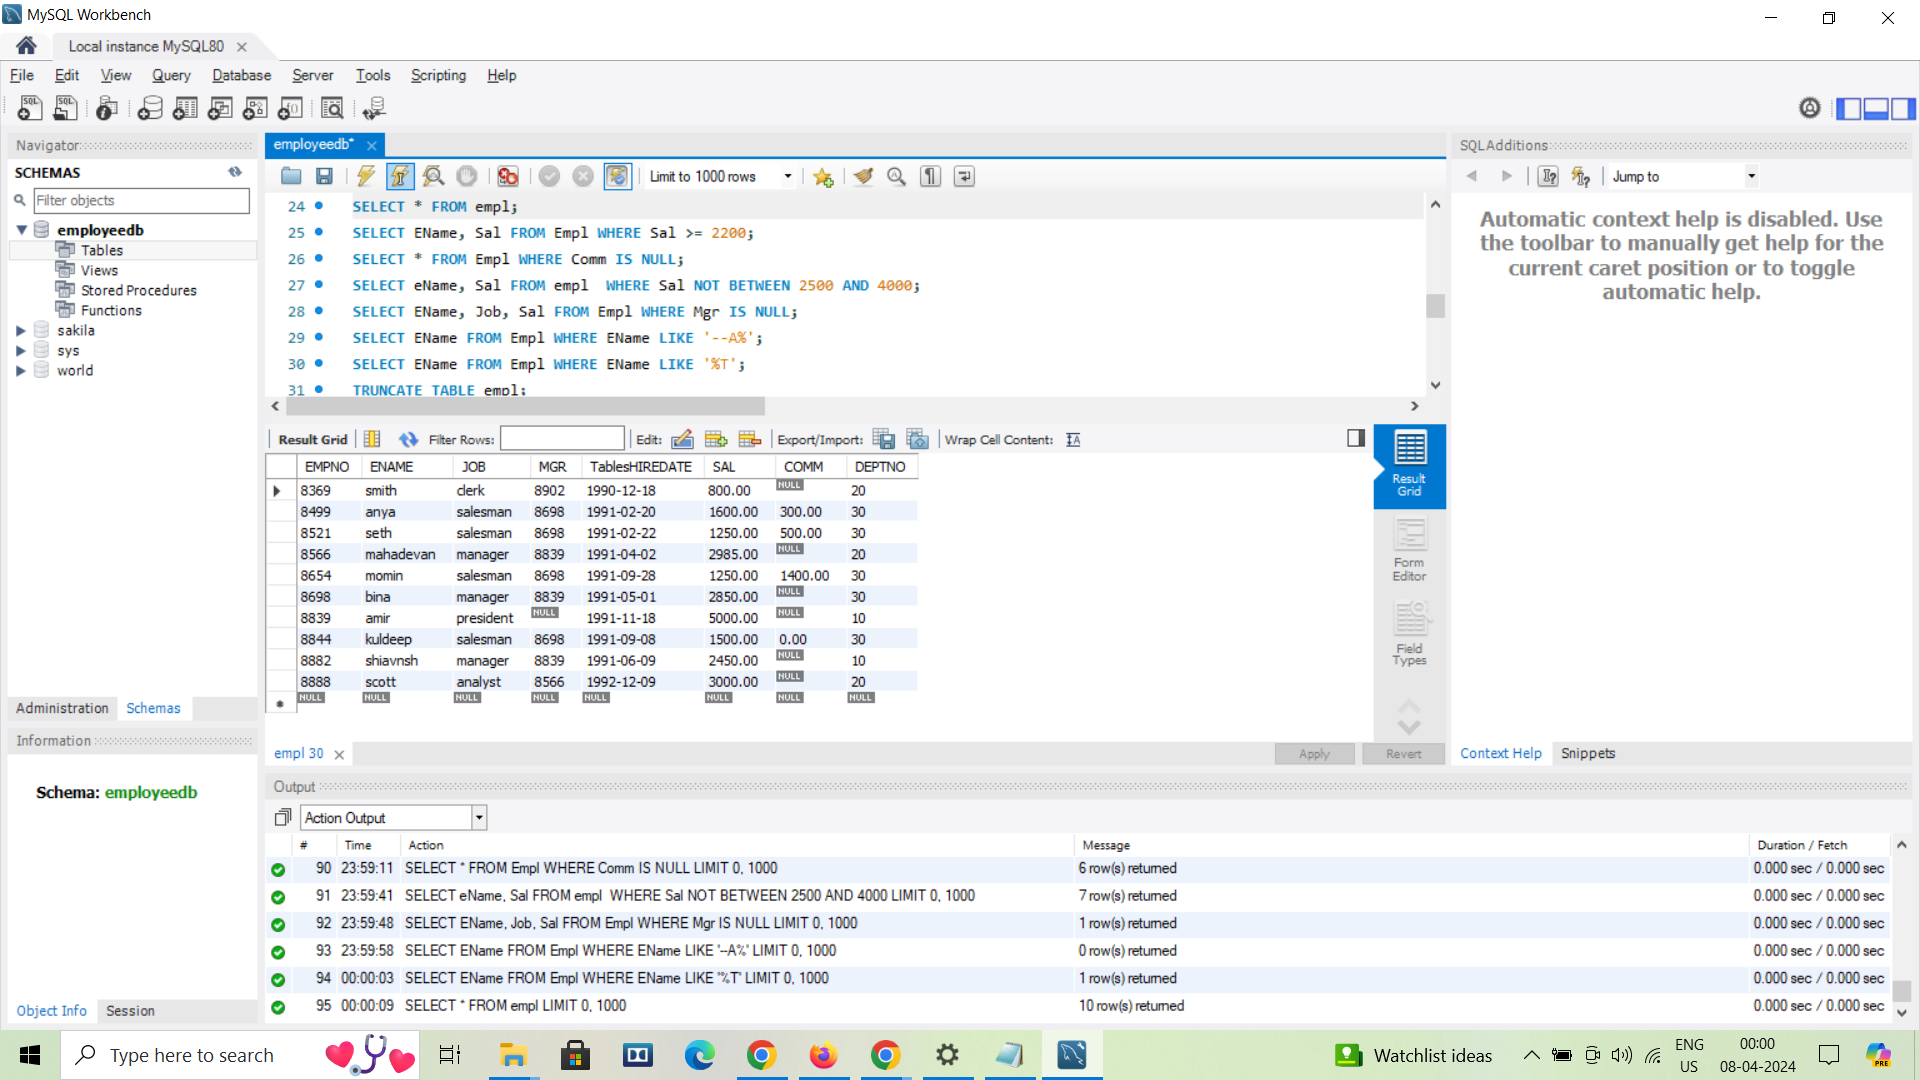 MySQL Workbench
Local instance MySQL80
File Edit View Query Database Server Tools Scripting Help
Navigator
SCHEMAS
Filter objects
employeedb
Tables
Views
Stored Procedures
Functions
sakila
sys
world
Administration Schemas
Information
Schema: employeedb
Object Info Session
employeedb*
Limit to 1000 rows
24 SELECT * FROM empl;
25 SELECT EName, Sal FROM Empl WHERE Sal >= 2200;
26 SELECT * FROM Empl WHERE Comm IS NULL;
27 SELECT eName, Sal FROM empl  WHERE Sal NOT BETWEEN 2500 AND 4000;
28 SELECT EName, Job, Sal FROM Empl WHERE Mgr IS NULL;
29 SELECT EName FROM Empl WHERE EName LIKE '--A%';
30 SELECT EName FROM Empl WHERE EName LIKE '%T';
31 TRUNCATE TABLE empl;
Result Grid Filter Rows: Edit: Export/Import: Wrap Cell Content:
EMPNO ENAME JOB MGR TablesHIREDATE SAL COMM DEPTNO
8369 smith clerk 8902 1990-12-18 800.00 NULL 20
8499 anya salesman 8698 1991-02-20 1600.00 300.00 30
8521 seth salesman 8698 1991-02-22 1250.00 500.00 30
8566 mahadevan manager 8839 1991-04-02 2985.00 NULL 20
8654 momin salesman 8698 1991-09-28 1250.00 1400.00 30
8698 bina manager 8839 1991-05-01 2850.00 NULL 30
8839 amir president NULL 1991-11-18 5000.00 NULL 10
8844 kuldeep salesman 8698 1991-09-08 1500.00 0.00 30
8882 shiavnsh manager 8839 1991-06-09 2450.00 NULL 10
8888 scott analyst 8566 1992-12-09 3000.00 NULL 20
NULL NULL NULL NULL NULL NULL NULL NULL
Result Grid
Form Editor
Field Types
empl 30
Apply Revert
SQLAdditions
Jump to
Automatic context help is disabled. Use
the toolbar to manually get help for the
current caret position or to toggle
automatic help.
Context Help Snippets
Output
Action Output
# Time Action Message Duration / Fetch
90 23:59:11 SELECT * FROM Empl WHERE Comm IS NULL LIMIT 0, 1000 6 row(s) returned 0.000 sec / 0.000 sec
91 23:59:41 SELECT eName, Sal FROM empl  WHERE Sal NOT BETWEEN 2500 AND 4000 LIMIT 0, 1000 7 row(s) returned 0.000 sec / 0.000 sec
92 23:59:48 SELECT EName, Job, Sal FROM Empl WHERE Mgr IS NULL LIMIT 0, 1000 1 row(s) returned 0.000 sec / 0.000 sec
93 23:59:58 SELECT EName FROM Empl WHERE EName LIKE '--A%' LIMIT 0, 1000 0 row(s) returned 0.000 sec / 0.000 sec
94 00:00:03 SELECT EName FROM Empl WHERE EName LIKE '%T' LIMIT 0, 1000 1 row(s) returned 0.000 sec / 0.000 sec
95 00:00:09 SELECT * FROM empl LIMIT 0, 1000 10 row(s) returned 0.000 sec / 0.000 sec
Type here to search
Watchlist ideas
ENG
US
00:00
08-04-2024
PRE